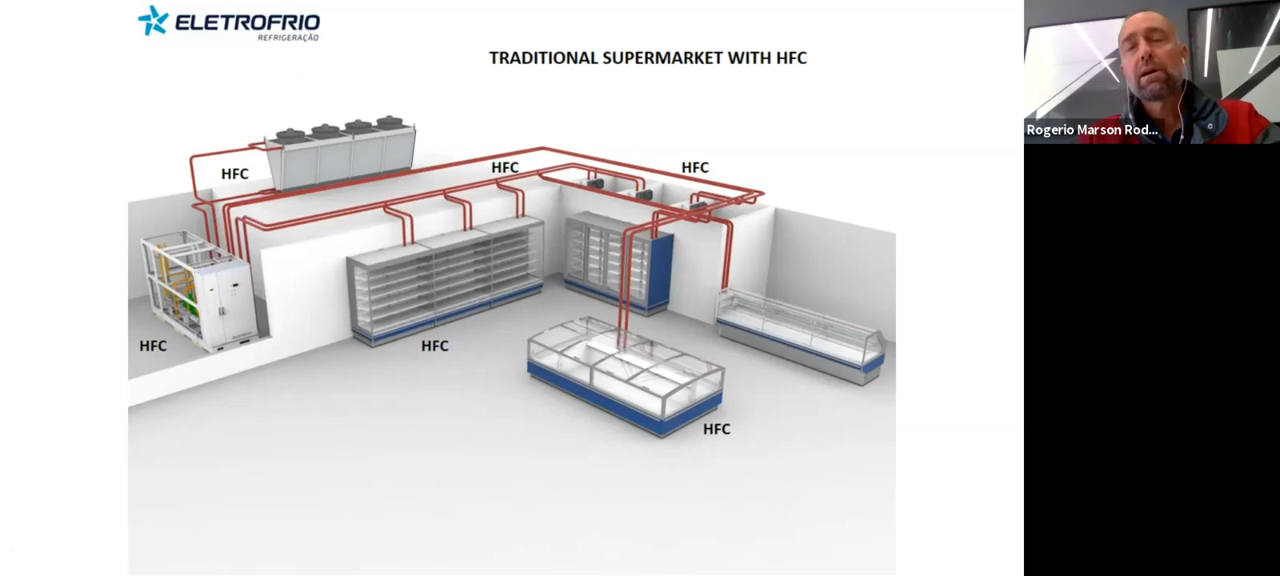 ELETROFRIO
REFRIGERAÇÃO
TRADITIONAL SUPERMARKET WITH HFC
HFC
HFC
HFC
HFC
HFC
HFC
Rogerio Marson Rod...